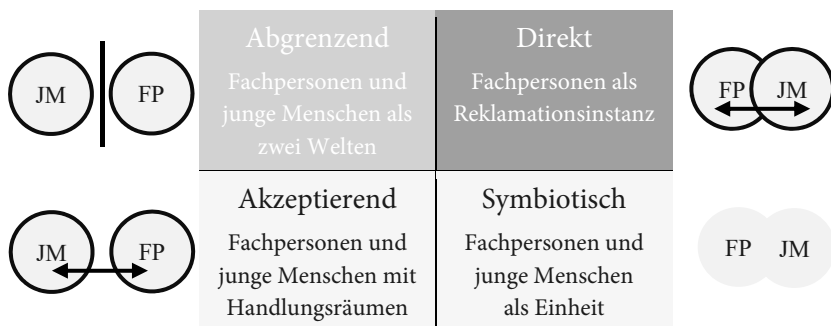 Abgrenzend
Fachpersonen und
junge Menschen als
zwei Welten
Direkt
Fachpersonen als
Reklamationsinstanz
JM
FP
FP
JM
Akzeptierend
Fachpersonen und
junge Menschen mit
Handlungsräumen
Symbiotisch
Fachpersonen und
junge Menschen
als Einheit
JM
FP
FP
JM